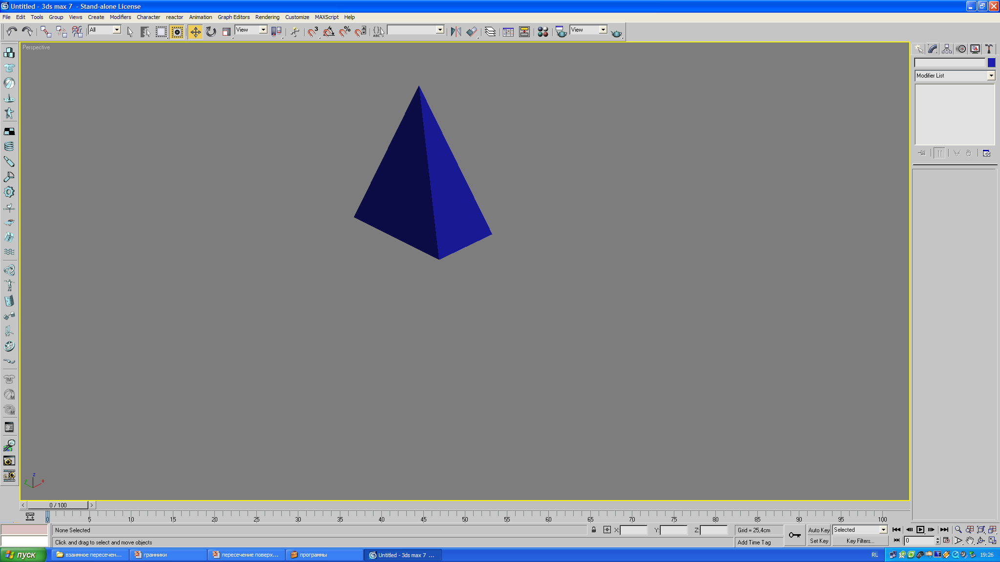 Untitled - 3ds max 7 - Stand-alone License
File Edit Tools Group Views Create Modifiers Character reactor Animation Graph Editors Rendering Customize MAXScript Help
All View View
Perspective
Modifier List
z
y x
0 / 100
0 5 10 15 20 25 30 35 40 45 50 55 60 65 70 75 80 85 90 95 100
None Selected X: Y: Z: Grid = 25,4cm Auto Key Selected
Click and drag to select and move objects Add Time Tag Set Key Key Filters... 0
пуск взаимное пересечен... гранники пересечение поверх... программы Untitled - 3ds max 7 ... RU 19:26